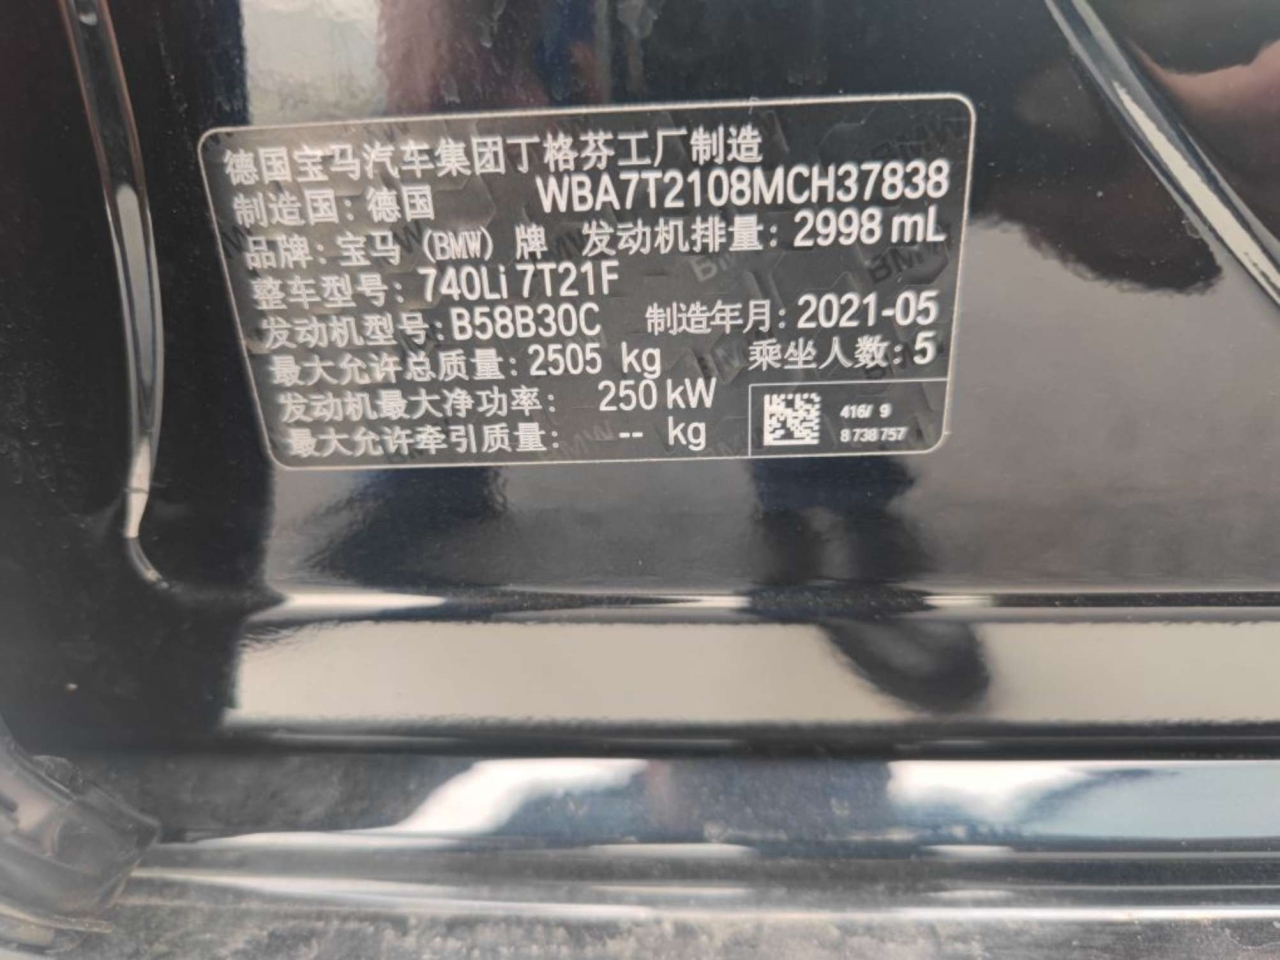 德国宝马汽车集团丁格芬工厂制造
制造国：德国 WBA7T2108MCH37838
品牌：宝马 (BMW) 牌 发动机排量：2998 mL
整车型号：740Li 7T21F
发动机型号：B58B30C 制造年月：2021-05
最大允许总质量：2505 kg 乘坐人数：5
发动机最大净功率： 250 kW
最大允许牵引质量： -- kg
416/ 9
8 738 757